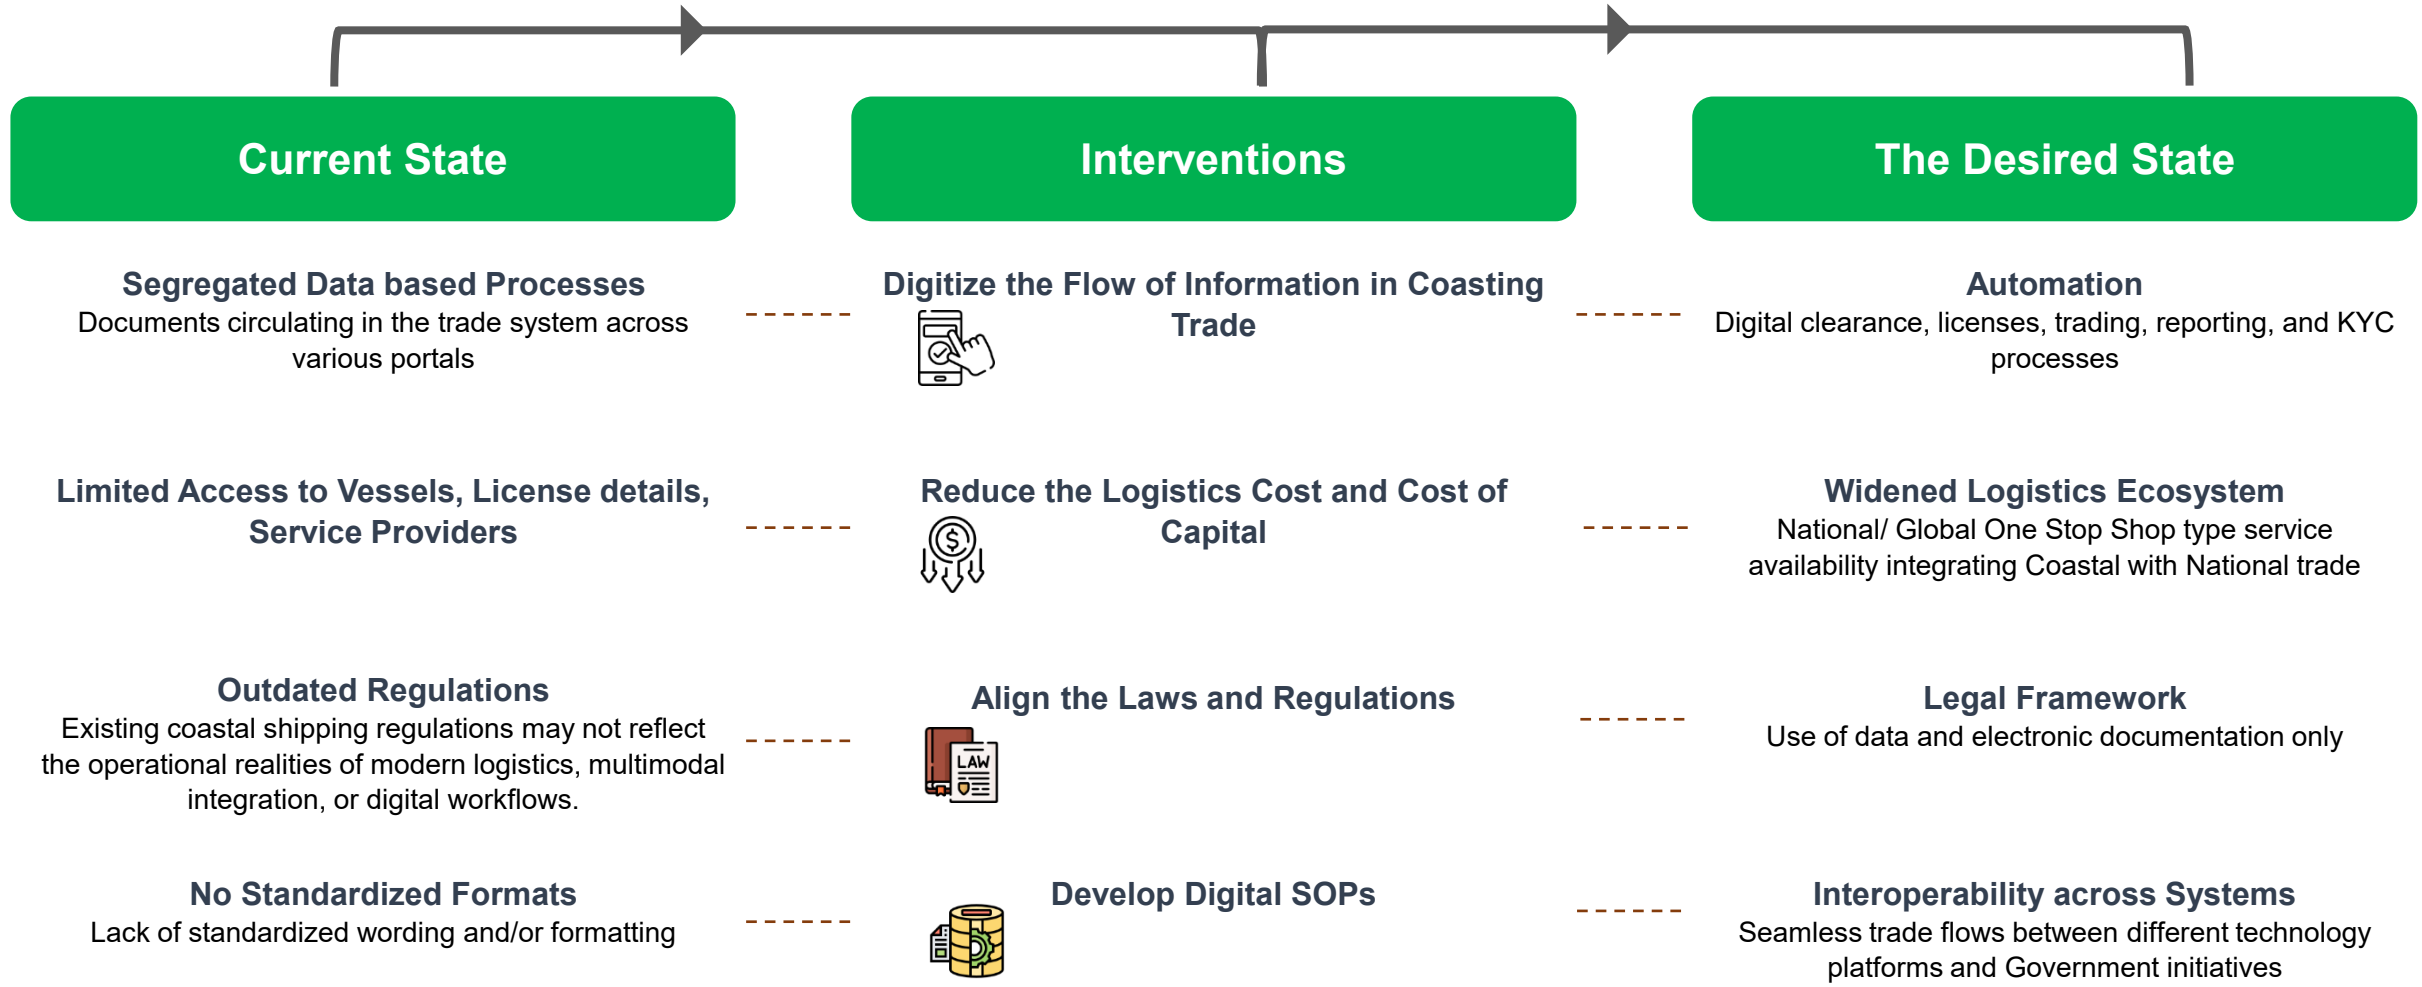 Current State
Interventions
The Desired State
Segregated Data based Processes
Documents circulating in the trade system across
various portals
Digitize the Flow of Information in Coasting
Trade
Automation
Digital clearance, licenses, trading, reporting, and KYC
processes
Limited Access to Vessels, License details,
Service Providers
Reduce the Logistics Cost and Cost of
Capital
Widened Logistics Ecosystem
National/ Global One Stop Shop type service
availability integrating Coastal with National trade
Outdated Regulations
Existing coastal shipping regulations may not reflect
the operational realities of modern logistics, multimodal
integration, or digital workflows.
Align the Laws and Regulations
LAW
Legal Framework
Use of data and electronic documentation only
No Standardized Formats
Lack of standardized wording and/or formatting
Develop Digital SOPs
Interoperability across Systems
Seamless trade flows between different technology
platforms and Government initiatives